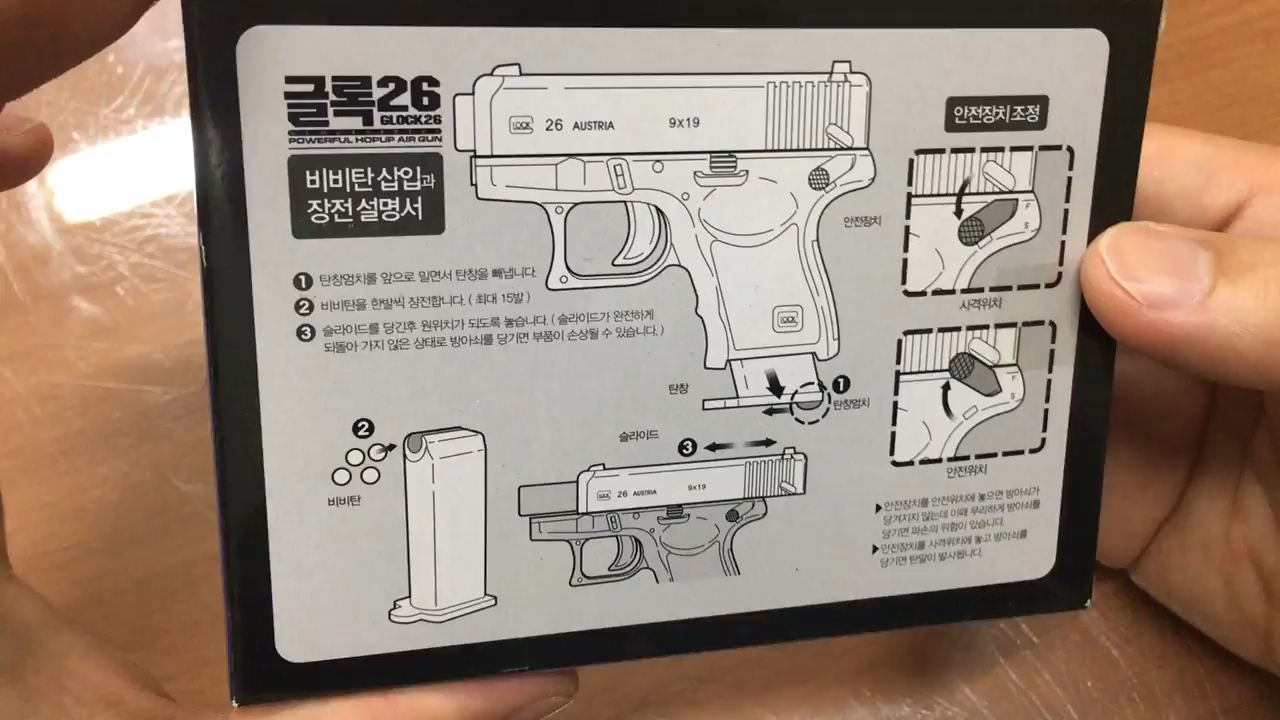 글록26
GLOCK26
POWERFUL HOPUP AIR GUN
비비탄 삽입과
장전 설명서
GLOCK 26 AUSTRIA 9x19
안전장치
GLOCK
❶ 탄창멈치를 앞으로 밀면서 탄창을 빼냅니다.
❷ 비비탄을 한발씩 장전합니다. ( 최대 15발 )
❸ 슬라이드를 당긴후 원위치가 되도록 놓습니다. ( 슬라이드가 완전하게
되돌아 가지 않은 상태로 방아쇠를 당기면 부품이 손상될 수 있습니다. )
탄창
❶
탄창멈치
❷
비비탄
슬라이드
❸
GLOCK 26 AUSTRIA 9x19
안전장치 조정
F
S
사격위치
F
S
안전위치
▶안전장치를 안전위치에 놓으면 방아쇠가
당겨지지 않는데 이때 무리하게 방아쇠를
당기면 파손의 위험이 있습니다.
▶안전장치를 사격위치에 놓고 방아쇠를
당기면 탄알이 발사됩니다.